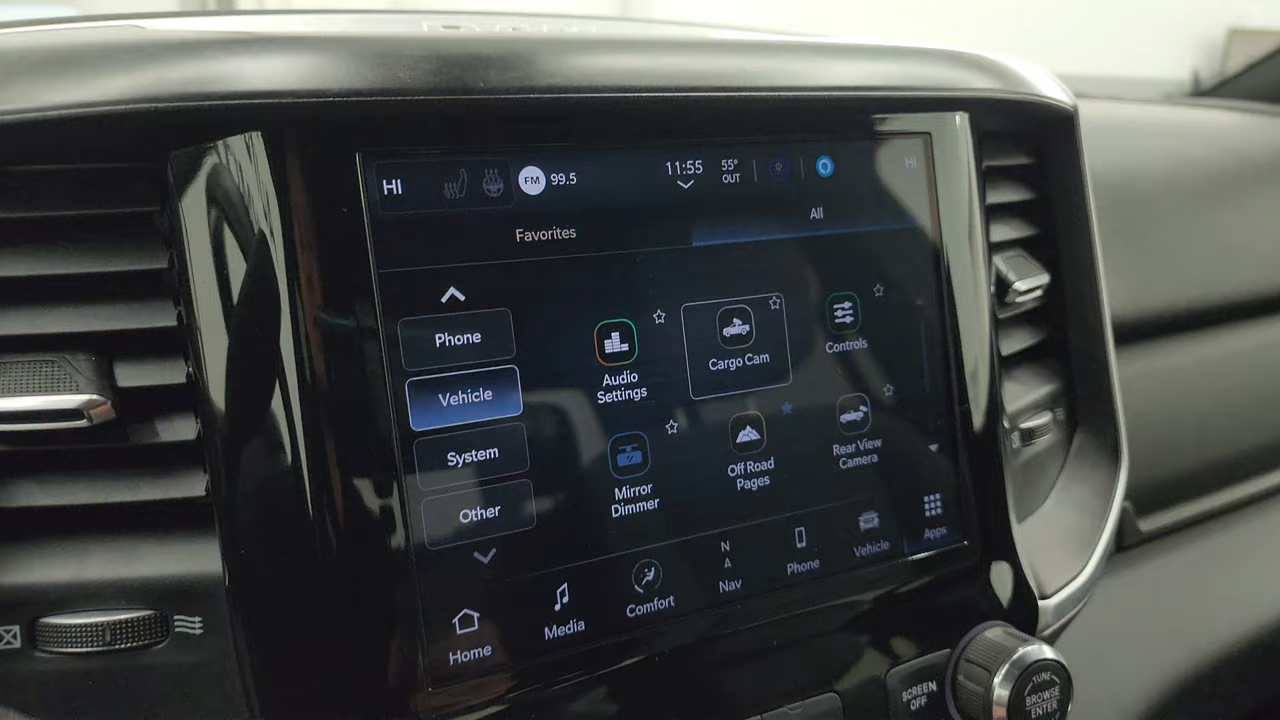 HI
FM 99.5
11:55
55°
OUT
HI
Favorites
All
Phone
Vehicle
System
Other
Audio
Settings
Cargo Cam
Controls
Mirror
Dimmer
Off Road
Pages
Rear View
Camera
Home
Media
Comfort
N
Nav
Phone
Vehicle
Apps
SCREEN
OFF
TUNE
BROWSE
ENTER